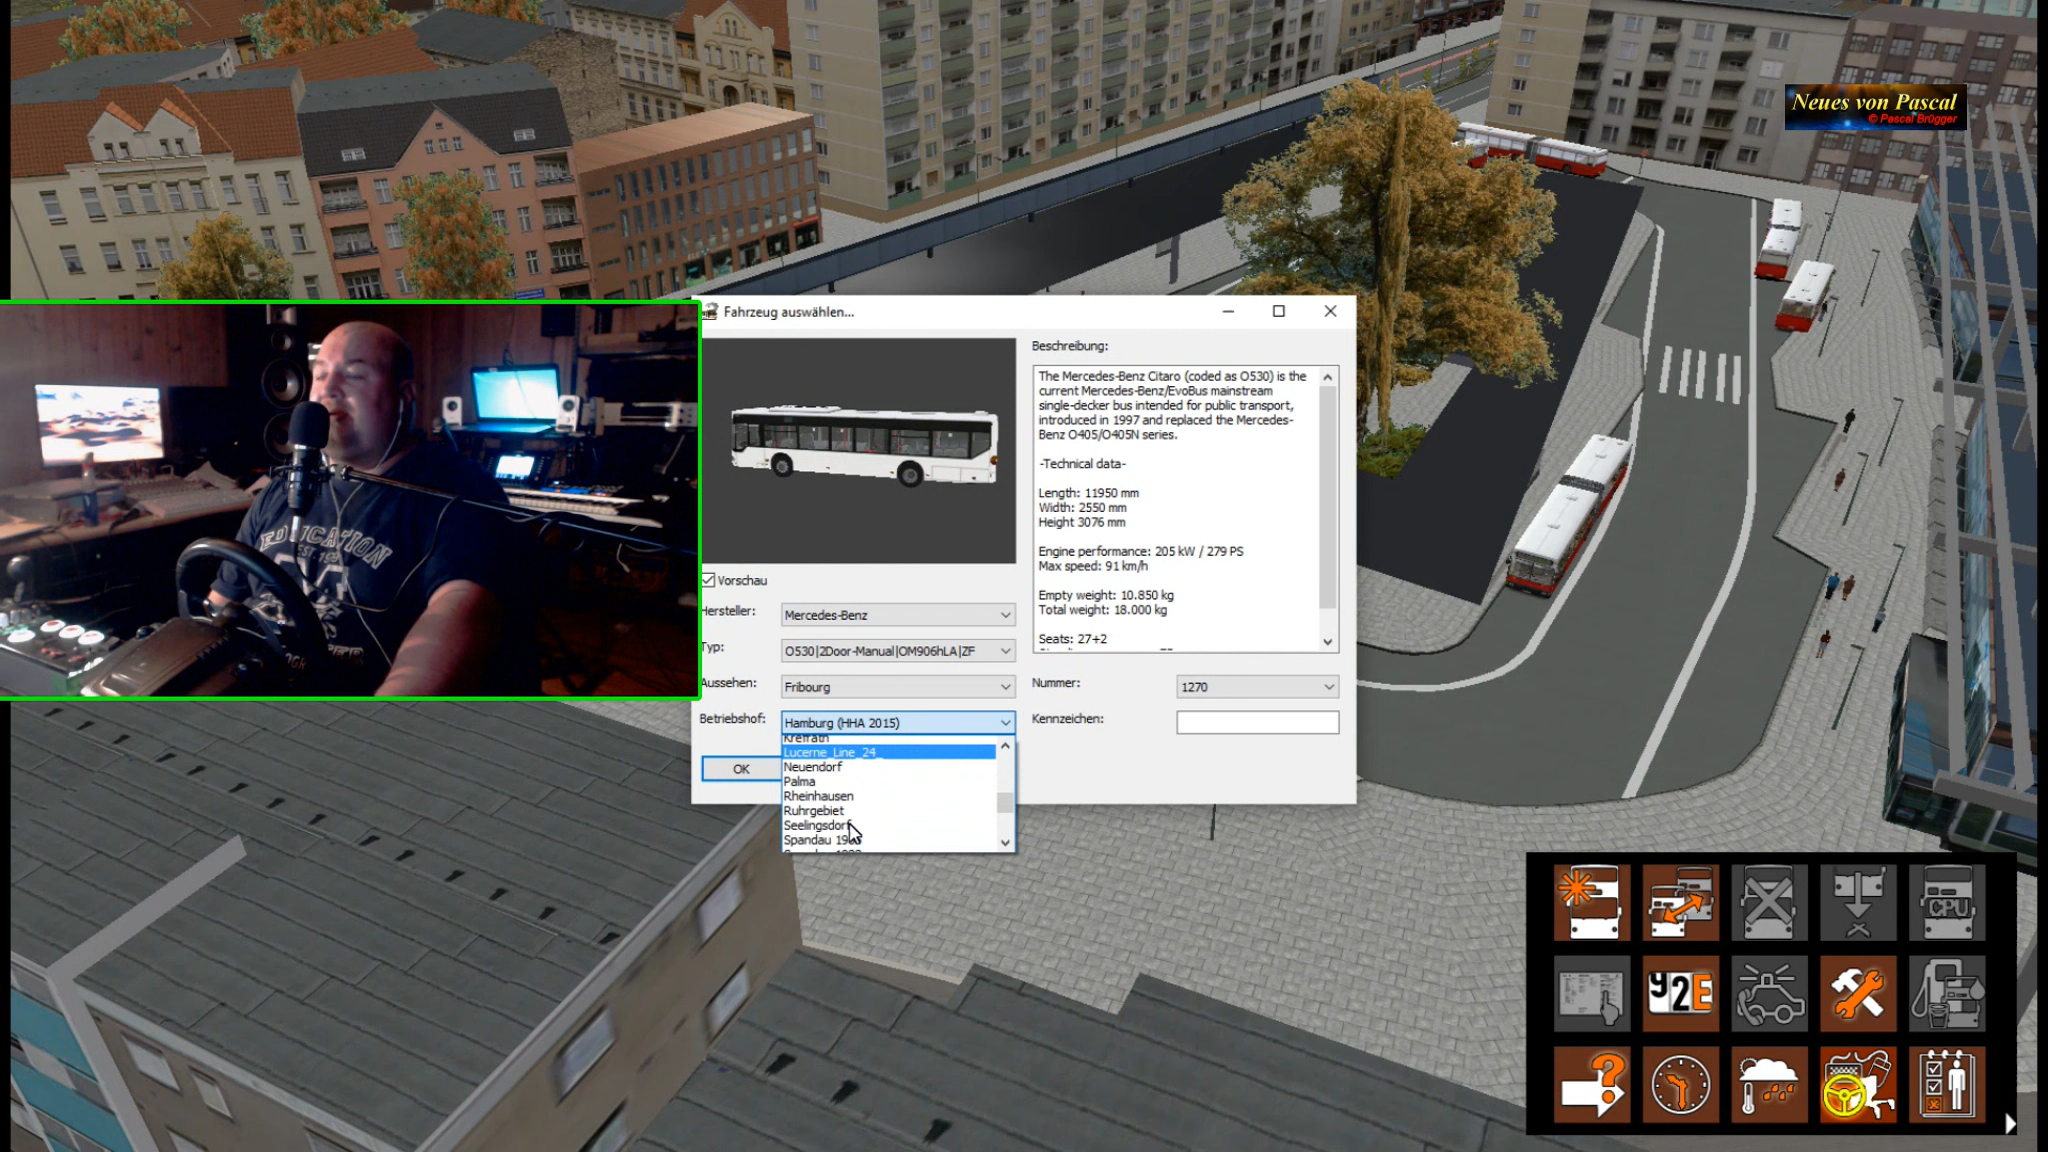 Neues von Pascal
© Pascal Brügger
Fahrzeug auswählen...
Beschreibung:
The Mercedes-Benz Citaro (coded as O530) is the
current Mercedes-Benz/EvoBus mainstream
single-decker bus intended for public transport,
introduced in 1997 and replaced the Mercedes-
Benz O405/O405N series.
-Technical data-
Length: 11950 mm
Width: 2550 mm
Height 3076 mm
Engine performance: 205 kW / 279 PS
Max speed: 91 km/h
Empty weight: 10.850 kg
Total weight: 18.000 kg
Seats: 27+2
Vorschau
Hersteller:
Mercedes-Benz
Typ:
O530|2Door-Manual|OM906hLA|ZF
Aussehen:
Fribourg
Nummer:
1270
Betriebshof:
Hamburg (HHA 2015)
Kennzeichen:
Krefrath
Lucerne_Line_24_
Neuendorf
Palma
Rheinhausen
Ruhrgebiet
Seelingsdorf
Spandau
OK
EDUCATION
CPU
92E